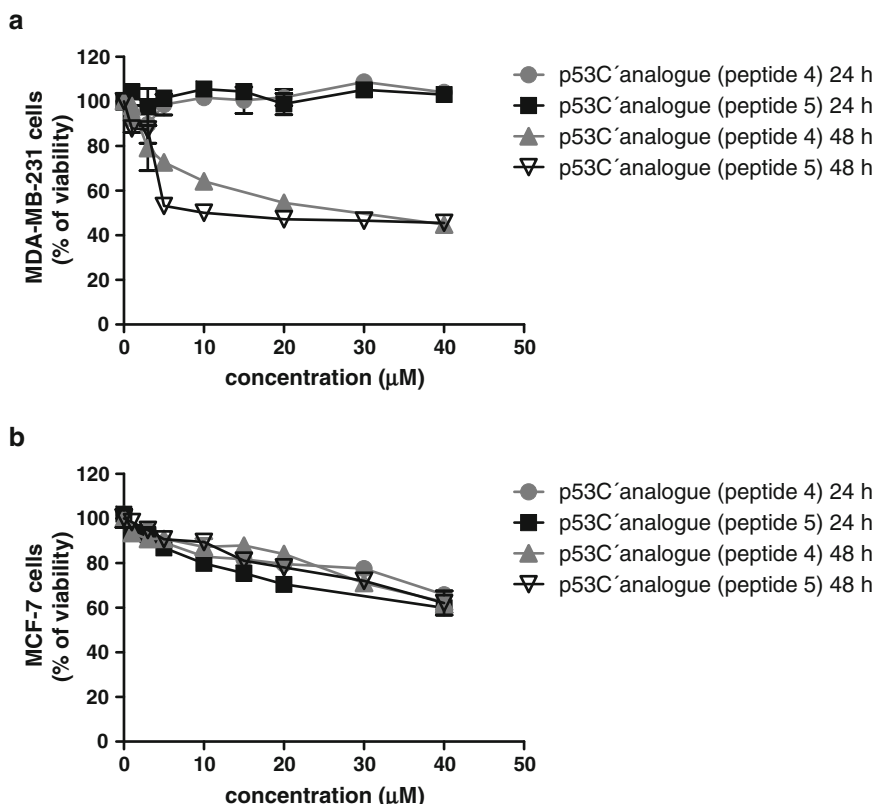 a
MDA-MB-231 cells
(% of viability)
120
100
80
60
40
20
0
0 10 20 30 40 50
concentration (μM)
p53C´analogue (peptide 4) 24 h
p53C´analogue (peptide 5) 24 h
p53C´analogue (peptide 4) 48 h
p53C´analogue (peptide 5) 48 h
b
MCF-7 cells
(% of viability)
120
100
80
60
40
20
0
0 10 20 30 40 50
concentration (μM)
p53C´analogue (peptide 4) 24 h
p53C´analogue (peptide 5) 24 h
p53C´analogue (peptide 4) 48 h
p53C´analogue (peptide 5) 48 h